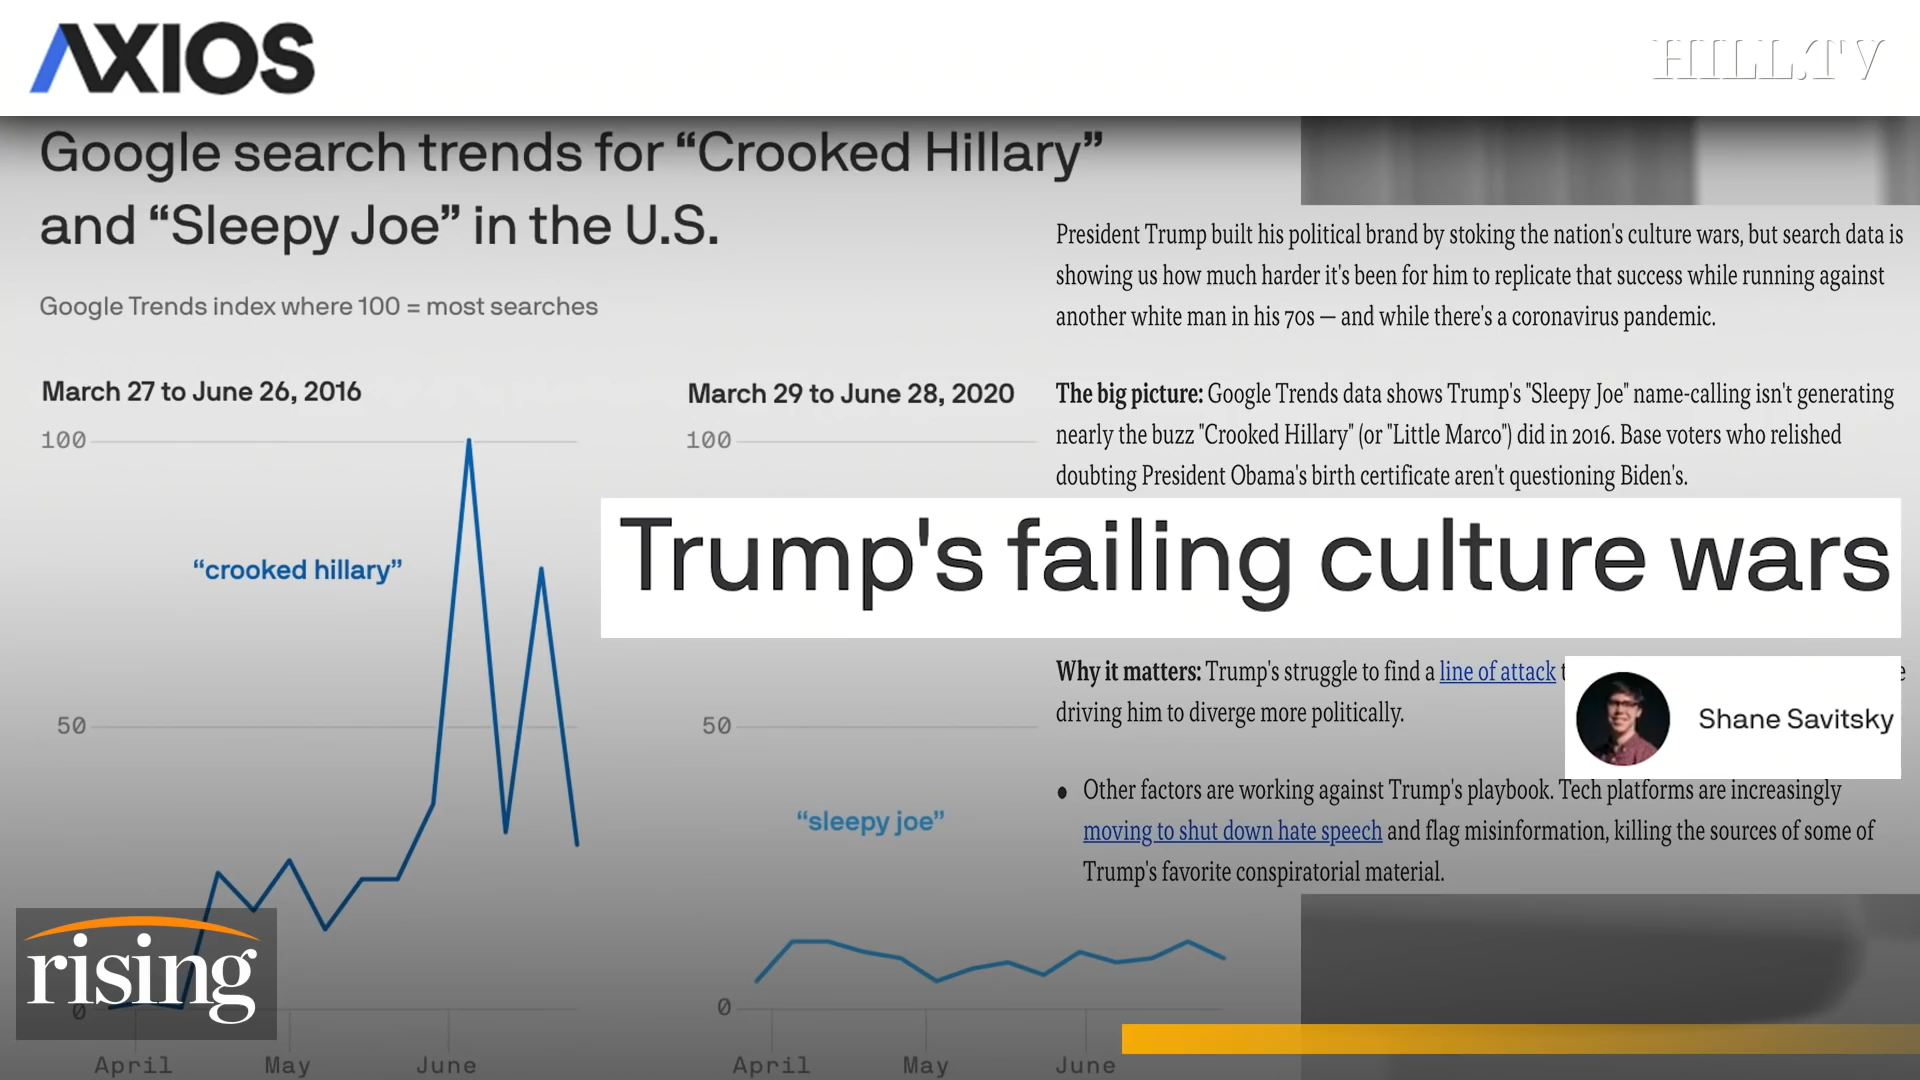 AXIOS
HILL.TV
Google search trends for “Crooked Hillary”
and “Sleepy Joe” in the U.S.
Google Trends index where 100 = most searches
March 27 to June 26, 2016
100
“crooked hillary”
50
0
April May June
March 29 to June 28, 2020
100
50
“sleepy joe”
0
April May June
President Trump built his political brand by stoking the nation's culture wars, but search data is
showing us how much harder it's been for him to replicate that success while running against
another white man in his 70s — and while there's a coronavirus pandemic.
The big picture: Google Trends data shows Trump's "Sleepy Joe" name-calling isn't generating
nearly the buzz "Crooked Hillary" (or "Little Marco") did in 2016. Base voters who relished
doubting President Obama's birth certificate aren't questioning Biden's.
Trump's failing culture wars
Why it matters: Trump's struggle to find a line of attack
driving him to diverge more politically.
Shane Savitsky
• Other factors are working against Trump's playbook. Tech platforms are increasingly
moving to shut down hate speech and flag misinformation, killing the sources of some of
Trump's favorite conspiratorial material.
rising